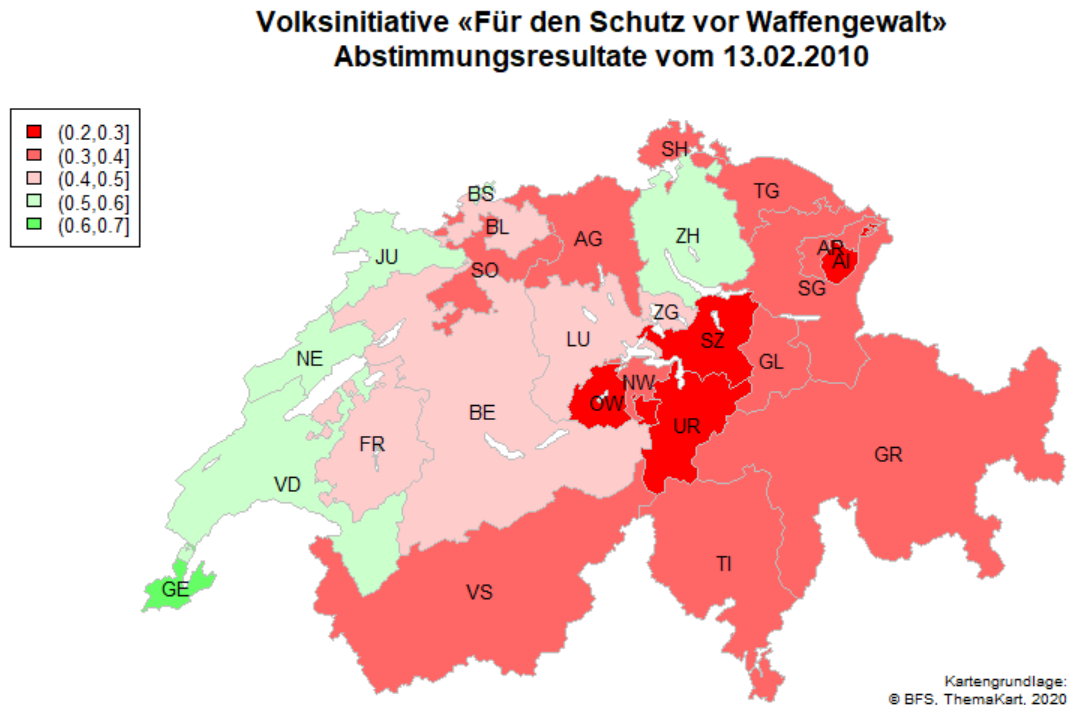 Volksinitiative «Für den Schutz vor Waffengewalt»
Abstimmungsresultate vom 13.02.2010
(0.2,0.3]
(0.3,0.4]
(0.4,0.5]
(0.5,0.6]
(0.6,0.7]
SH
BS
TG
BL
ZH
AG
AR
JU
AI
SO
SG
ZG
LU
SZ
NE
GL
NW
OW
BE
UR
FR
GR
VD
TI
GE
VS
Kartengrundlage:
© BFS, ThemaKart, 2020